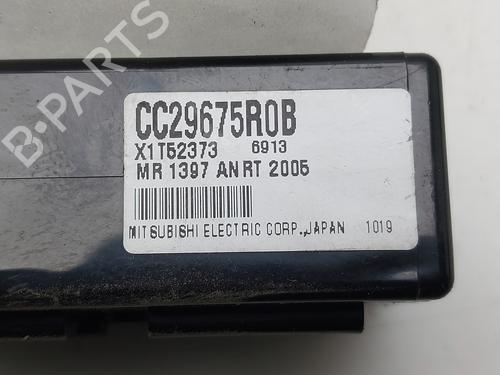 B-PARTS
CC29675R0B
X1T52373 6913
MR 1397 ANRT 2005
MITSUBISHI ELECTRIC CORP.,JAPAN 1019